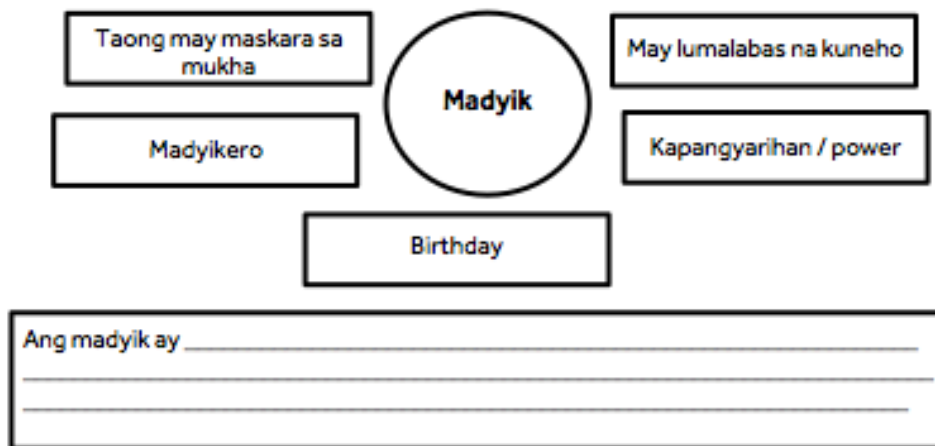 Taong may maskara sa
mukha
Madyik
May lumalabas na kuneho
Madyikero
Kapangyarihan / power
Birthday
Ang madyik ay